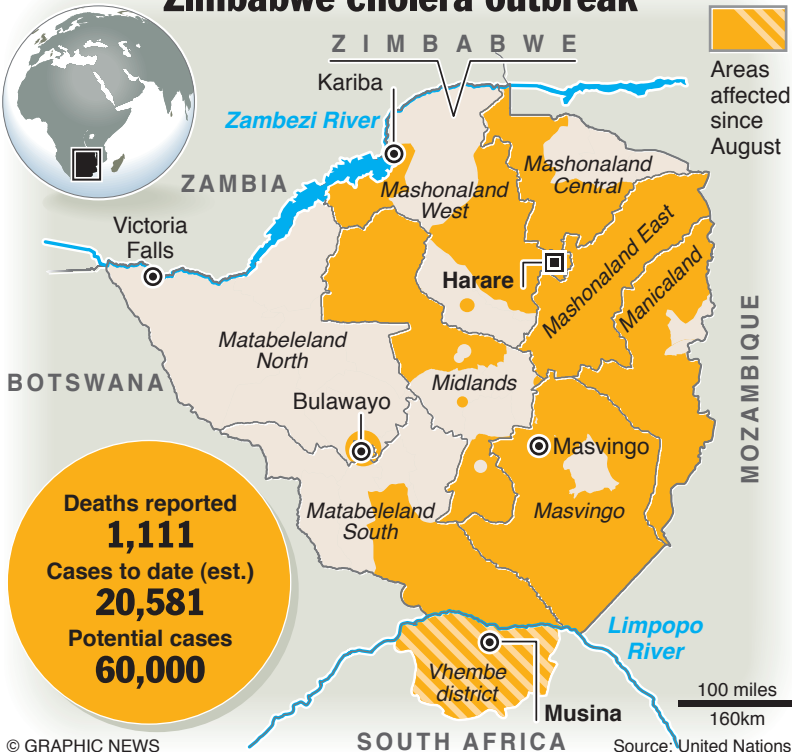 Zimbabwe cholera outbreak
ZIMBABWE
Areas
affected
since
August
Kariba
Zambezi River
ZAMBIA
Mashonaland
Central
Mashonaland
West
Victoria
Falls
Harare
Mashonaland East
Manicaland
MOZAMBIQUE
Matabeleland
North
BOTSWANA
Midlands
Bulawayo
Masvingo
Masvingo
Matabeleland
South
Deaths reported
1,111
Cases to date (est.)
20,581
Potential cases
60,000
Limpopo
River
Vhembe
district
Musina
100 miles
160km
SOUTH AFRICA
© GRAPHIC NEWS
Source: United Nations